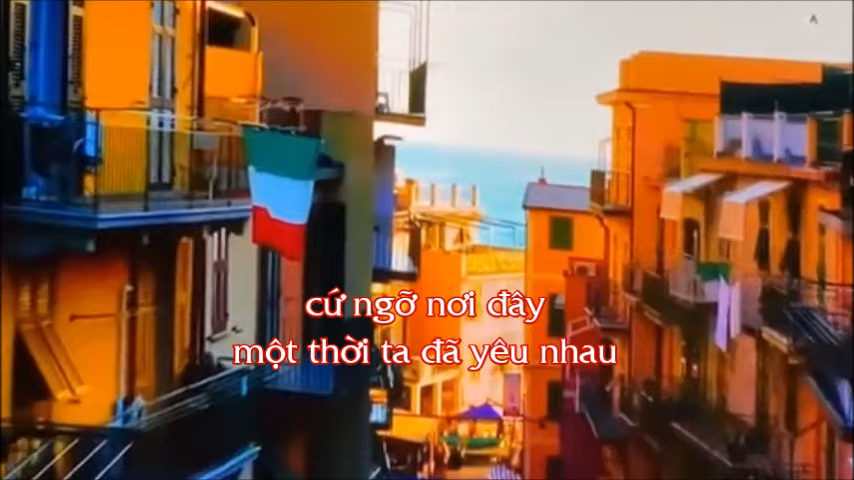 A
cứ ngỡ nơi đây
một thời ta đã yêu nhau